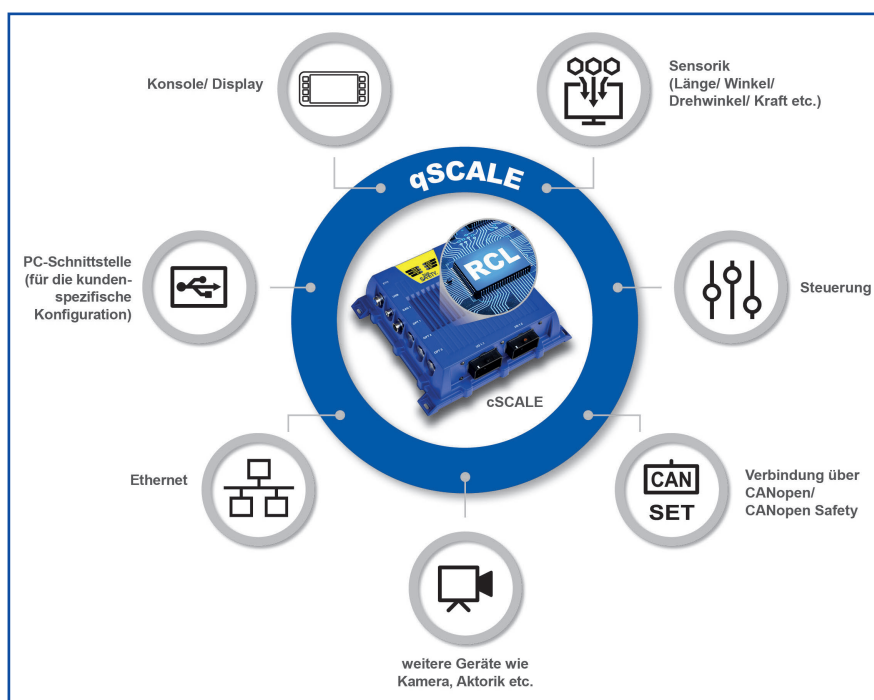 Konsole/ Display
Sensorik
(Länge/ Winkel/
Drehwinkel/ Kraft etc.)
qSCALE
PC-Schnittstelle
(für die kunden-
spezifische
Konfiguration)
RCL
Steuerung
cSCALE
Ethernet
CAN
SET
Verbindung über
CANopen/
CANopen Safety
weitere Geräte wie
Kamera, Aktorik etc.